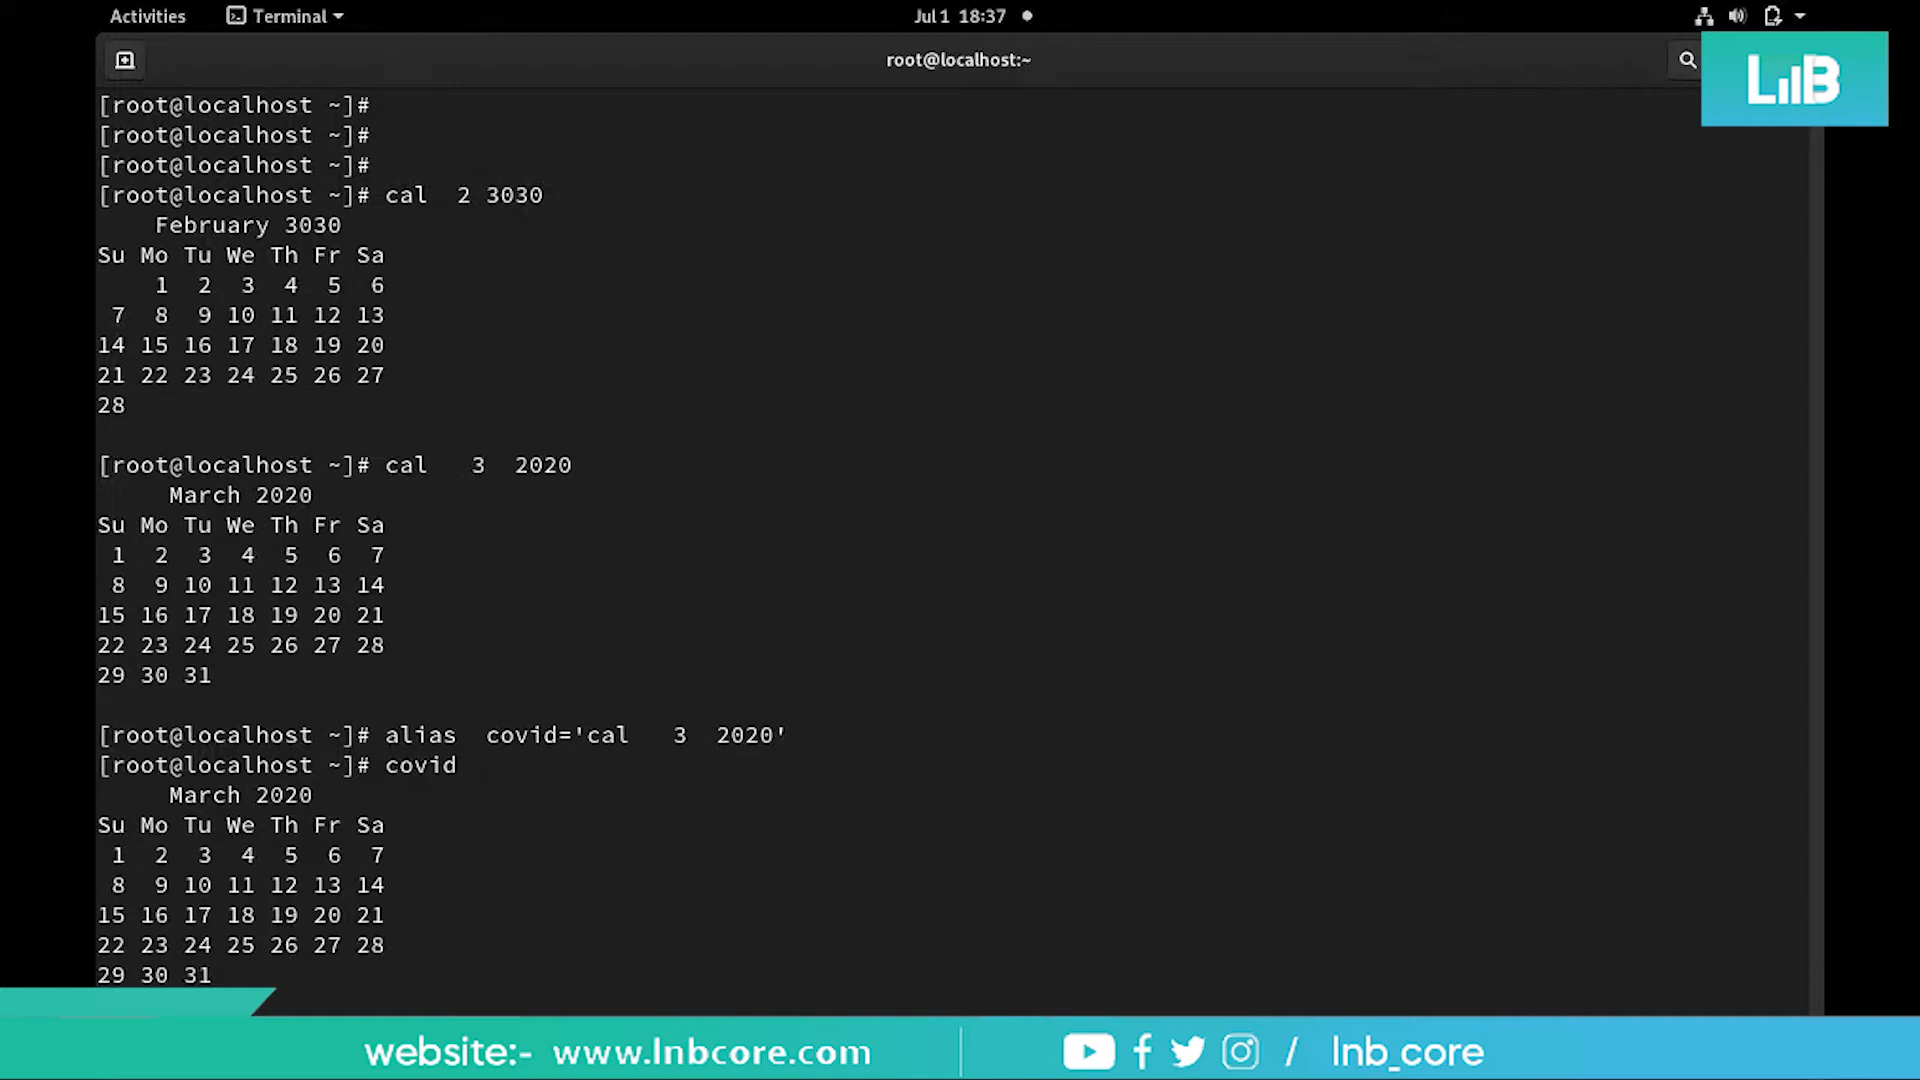 Activities Terminal Jul 1 18:37
root@localhost:~
LNB
[root@localhost ~]#
[root@localhost ~]#
[root@localhost ~]#
[root@localhost ~]# cal  2 3030
    February 3030
Su Mo Tu We Th Fr Sa
    1  2  3  4  5  6
 7  8  9 10 11 12 13
14 15 16 17 18 19 20
21 22 23 24 25 26 27
28
[root@localhost ~]# cal   3  2020
     March 2020
Su Mo Tu We Th Fr Sa
 1  2  3  4  5  6  7
 8  9 10 11 12 13 14
15 16 17 18 19 20 21
22 23 24 25 26 27 28
29 30 31
[root@localhost ~]# alias  covid='cal   3  2020'
[root@localhost ~]# covid
     March 2020
Su Mo Tu We Th Fr Sa
 1  2  3  4  5  6  7
 8  9 10 11 12 13 14
15 16 17 18 19 20 21
22 23 24 25 26 27 28
29 30 31
website:- www.lnbcore.com / lnb_core